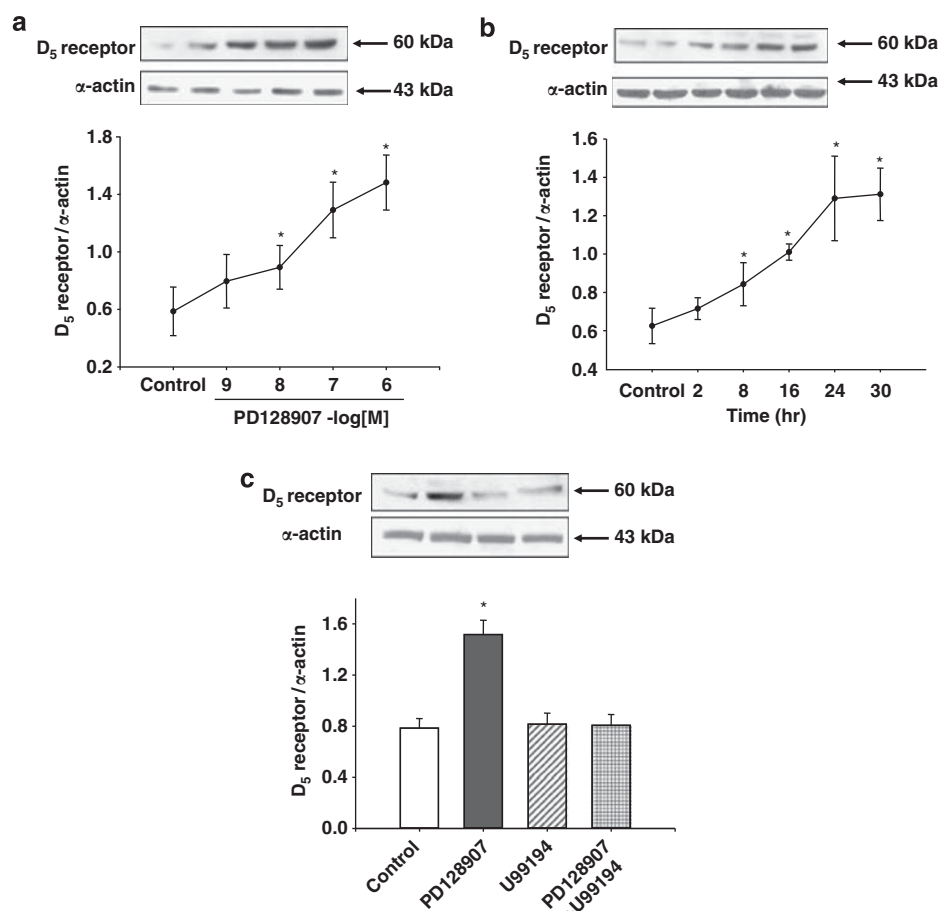 a
D5 receptor
60 kDa
α-actin
43 kDa
D5 receptor/α-actin
1.8
1.4
1.0
0.6
0.2
* * *
Control 9 8 7 6
PD128907 -log[M]
b
D5 receptor
60 kDa
α-actin
43 kDa
D5 receptor/α-actin
1.6
1.4
1.2
1.0
0.8
0.6
0.4
* * * *
Control 2 8 16 24 30
Time (hr)
c
D5 receptor
60 kDa
α-actin
43 kDa
D5 receptor/α-actin
1.6
1.2
0.8
0.4
0.0
*
Control
PD128907
U99194
PD128907
U99194